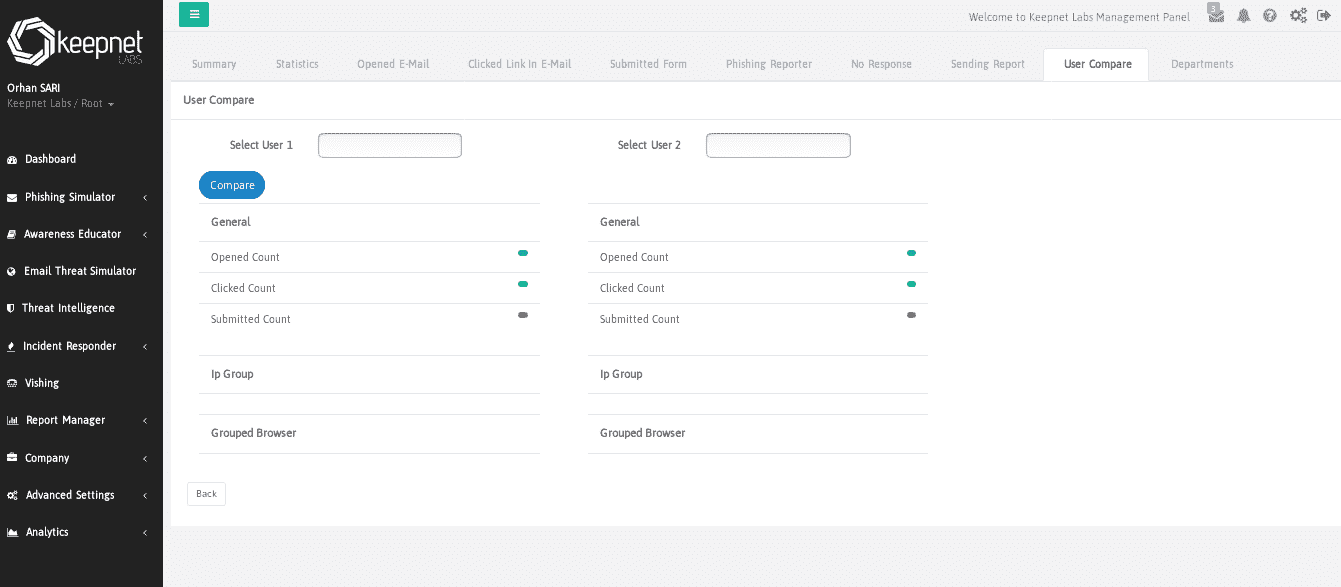 keepnet
LABS
Orhan SARI
Keepnet Labs / Root
Dashboard
Phishing Simulator
Awareness Educator
Email Threat Simulator
Threat Intelligence
Incident Responder
Vishing
Report Manager
Company
Advanced Settings
Analytics
Welcome to Keepnet Labs Management Panel
3
Summary Statistics Opened E-Mail Clicked Link In E-Mail Submitted Form Phishing Reporter No Response Sending Report User Compare Departments
User Compare
Select User 1 Select User 2
Compare
General General
Opened Count Opened Count
Clicked Count Clicked Count
Submitted Count Submitted Count
Ip Group Ip Group
Grouped Browser Grouped Browser
Back